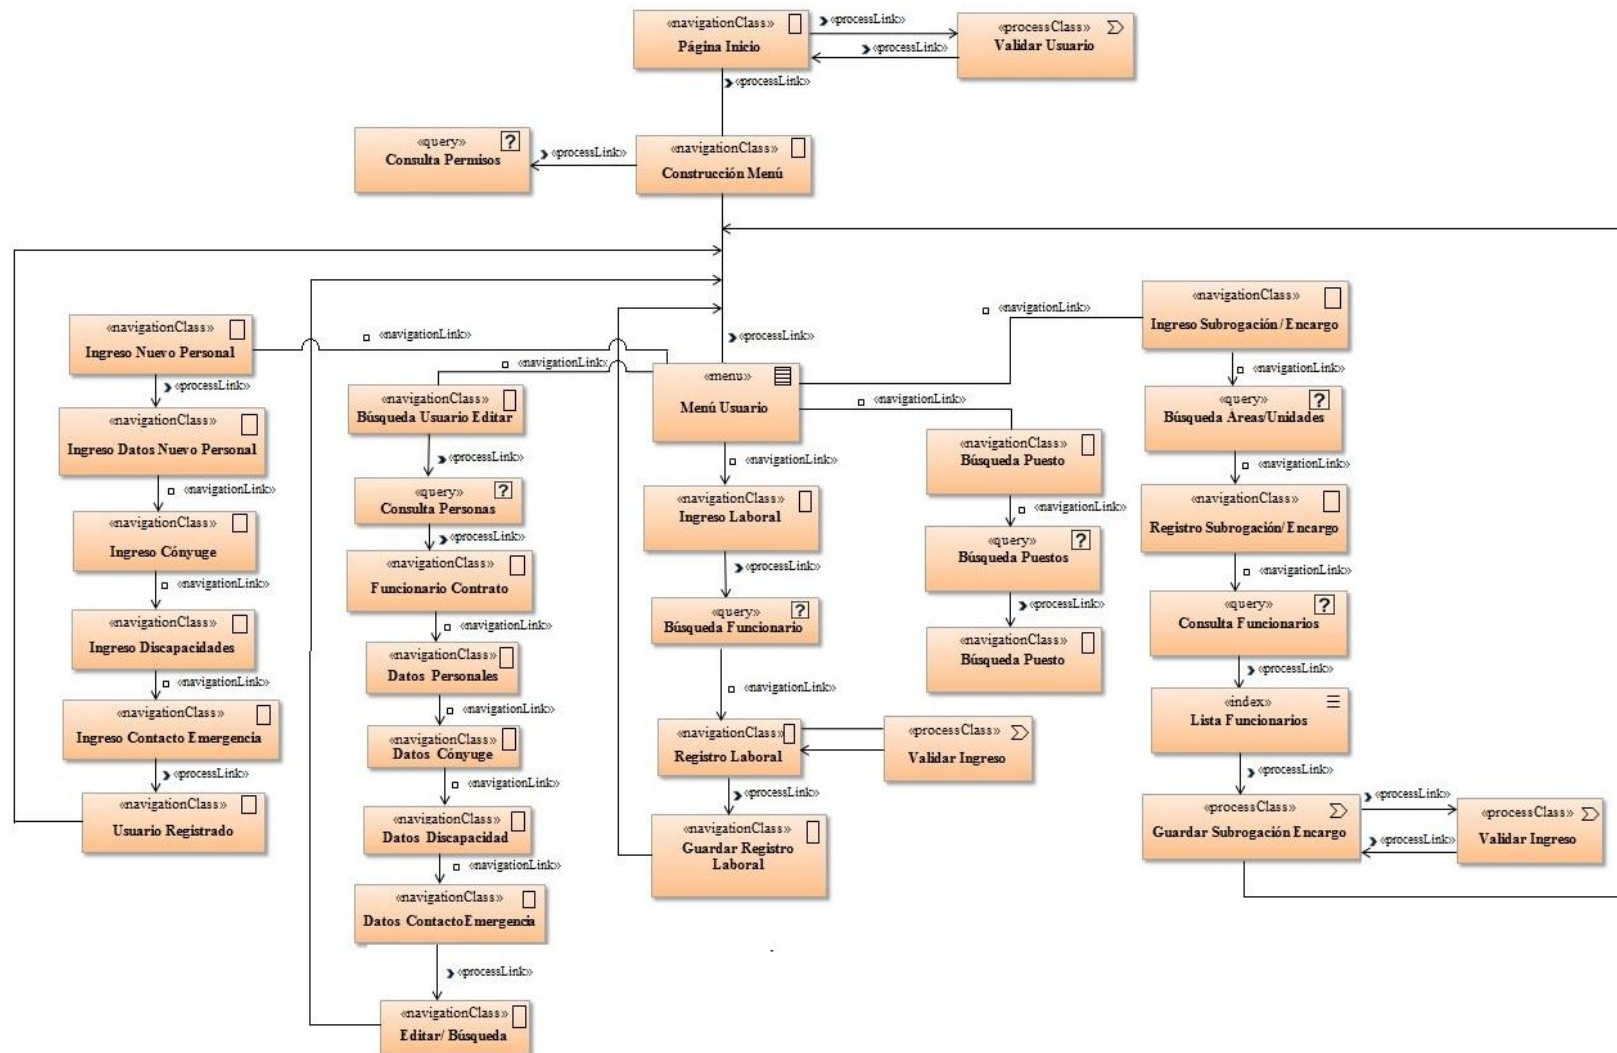 «navigationClass»
Página Inicio
«processLink»
«processLink»
«processClass»
Validar Usuario
«processLink»
«query»
Consulta Permisos
«processLink»
«navigationClass»
Construcción Menú
«navigationClass»
Ingreso Nuevo Personal
«processLink»
«navigationClass»
Ingreso Datos Nuevo Personal
«navigationLink»
«navigationClass»
Ingreso Cónyuge
«navigationLink»
«navigationClass»
Ingreso Discapacidades
«navigationLink»
«navigationClass»
Ingreso Contacto Emergencia
«processLink»
«navigationClass»
Usuario Registrado
«navigationLink»
«navigationLink»
«navigationClass»
Búsqueda Usuario Editar
«processLink»
«query»
Consulta Personas
«processLink»
«navigationClass»
Funcionario Contrato
«navigationLink»
«navigationClass»
Datos Personales
«navigationLink»
«navigationClass»
Datos Cónyuge
«navigationLink»
«navigationClass»
Datos Discapacidad
«navigationLink»
«navigationClass»
Datos ContactoEmergencia
«processLink»
«navigationClass»
Editar/ Búsqueda
«processLink»
«menu»
Menú Usuario
«navigationLink»
«navigationClass»
Ingreso Laboral
«processLink»
«query»
Búsqueda Funcionario
«navigationLink»
«navigationClass»
Registro Laboral
«processClass»
Validar Ingreso
«processLink»
«navigationClass»
Guardar Registro
Laboral
«navigationLink»
«navigationClass»
Búsqueda Puesto
«navigationLink»
«query»
Búsqueda Puestos
«processLink»
«navigationClass»
Búsqueda Puesto
«navigationLink»
«navigationClass»
Ingreso Subrogación/Encargo
«navigationLink»
«query»
Búsqueda Áreas/Unidades
«navigationLink»
«navigationClass»
Registro Subrogación/Encargo
«navigationLink»
«query»
Consulta Funcionarios
«processLink»
«index»
Lista Funcionarios
«processLink»
«processClass»
Guardar Subrogación Encargo
«processLink»
«processLink»
«processClass»
Validar Ingreso